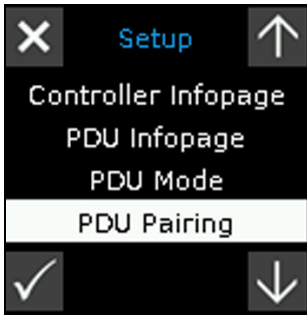 Setup
Controller Infopage
PDU Infopage
PDU Mode
PDU Pairing